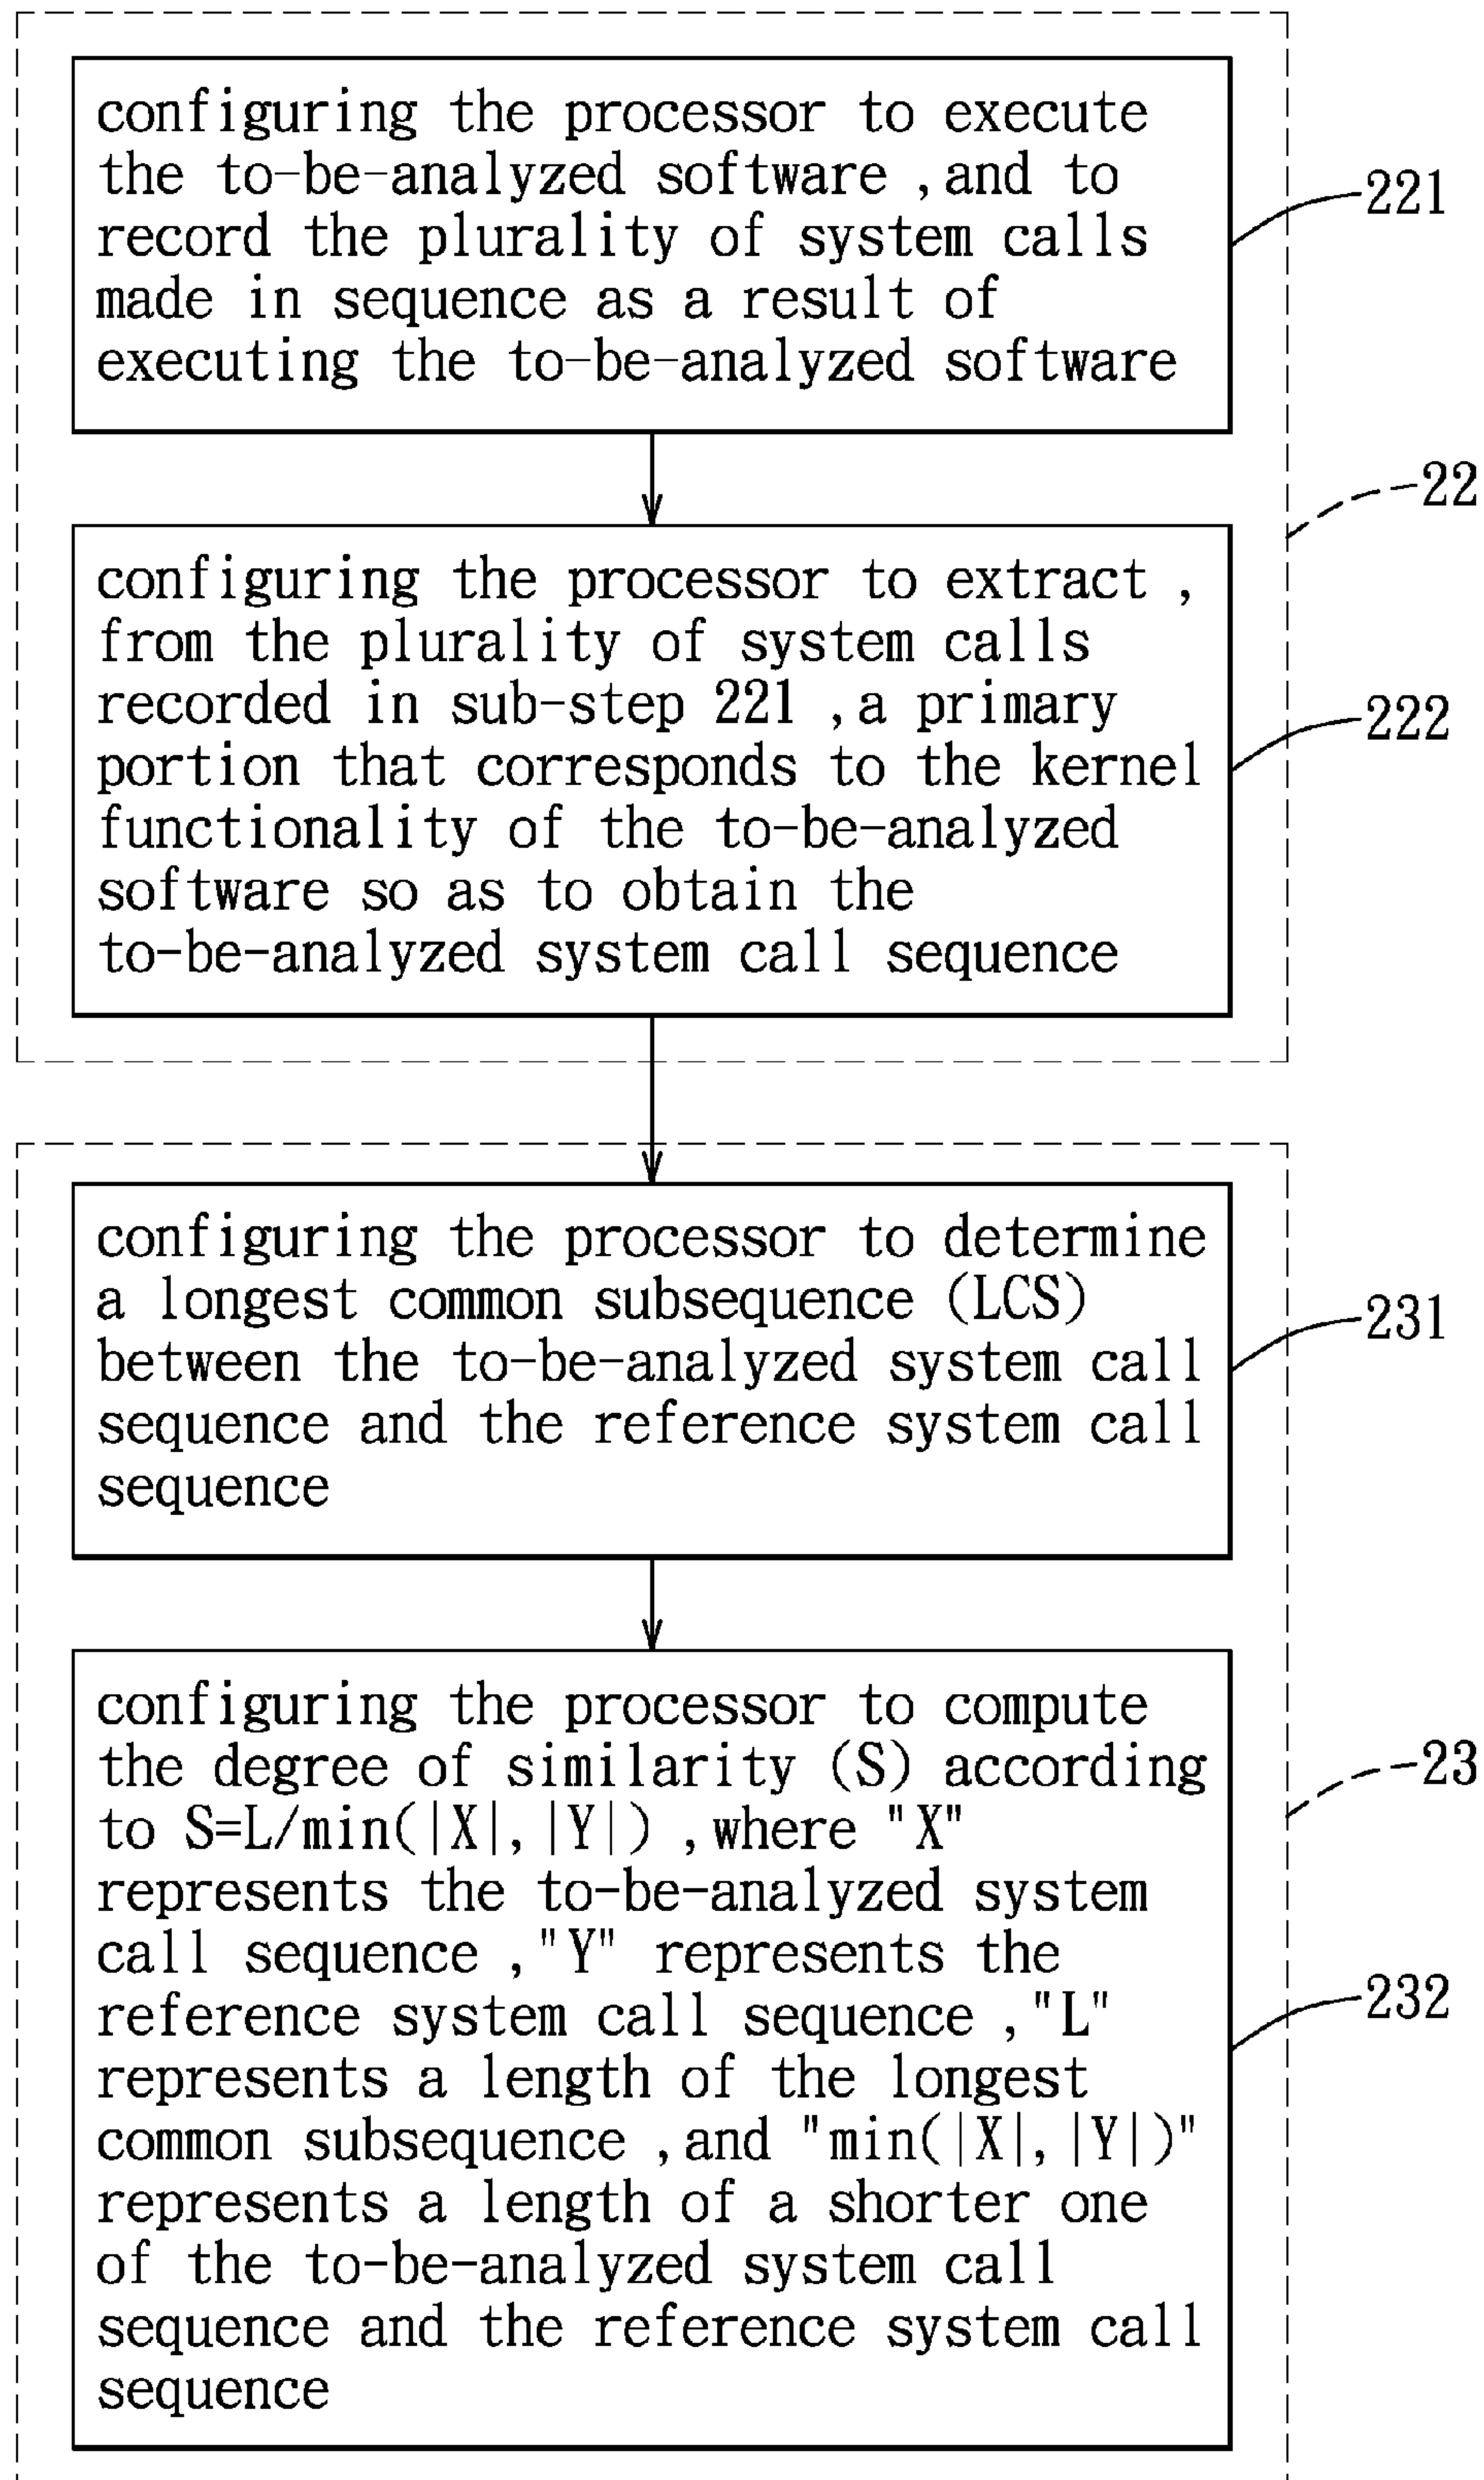 configuring the processor to execute
the to-be-analyzed software ,and to
record the plurality of system calls
made in sequence as a result of
executing the to-be-analyzed software
221
22
configuring the processor to extract ,
from the plurality of system calls
recorded in sub-step 221 ,a primary
portion that corresponds to the kernel
functionality of the to-be-analyzed
software so as to obtain the
to-be-analyzed system call sequence
222
configuring the processor to determine
a longest common subsequence (LCS)
between the to-be-analyzed system call
sequence and the reference system call
sequence
231
configuring the processor to compute
the degree of similarity (S) according
to S=L/min(|X|,|Y|) ,where "X"
represents the to-be-analyzed system
call sequence ,"Y" represents the
reference system call sequence ,"L"
represents a length of the longest
common subsequence ,and "min(|X|,|Y|)"
represents a length of a shorter one
of the to-be-analyzed system call
sequence and the reference system call
sequence
23
232